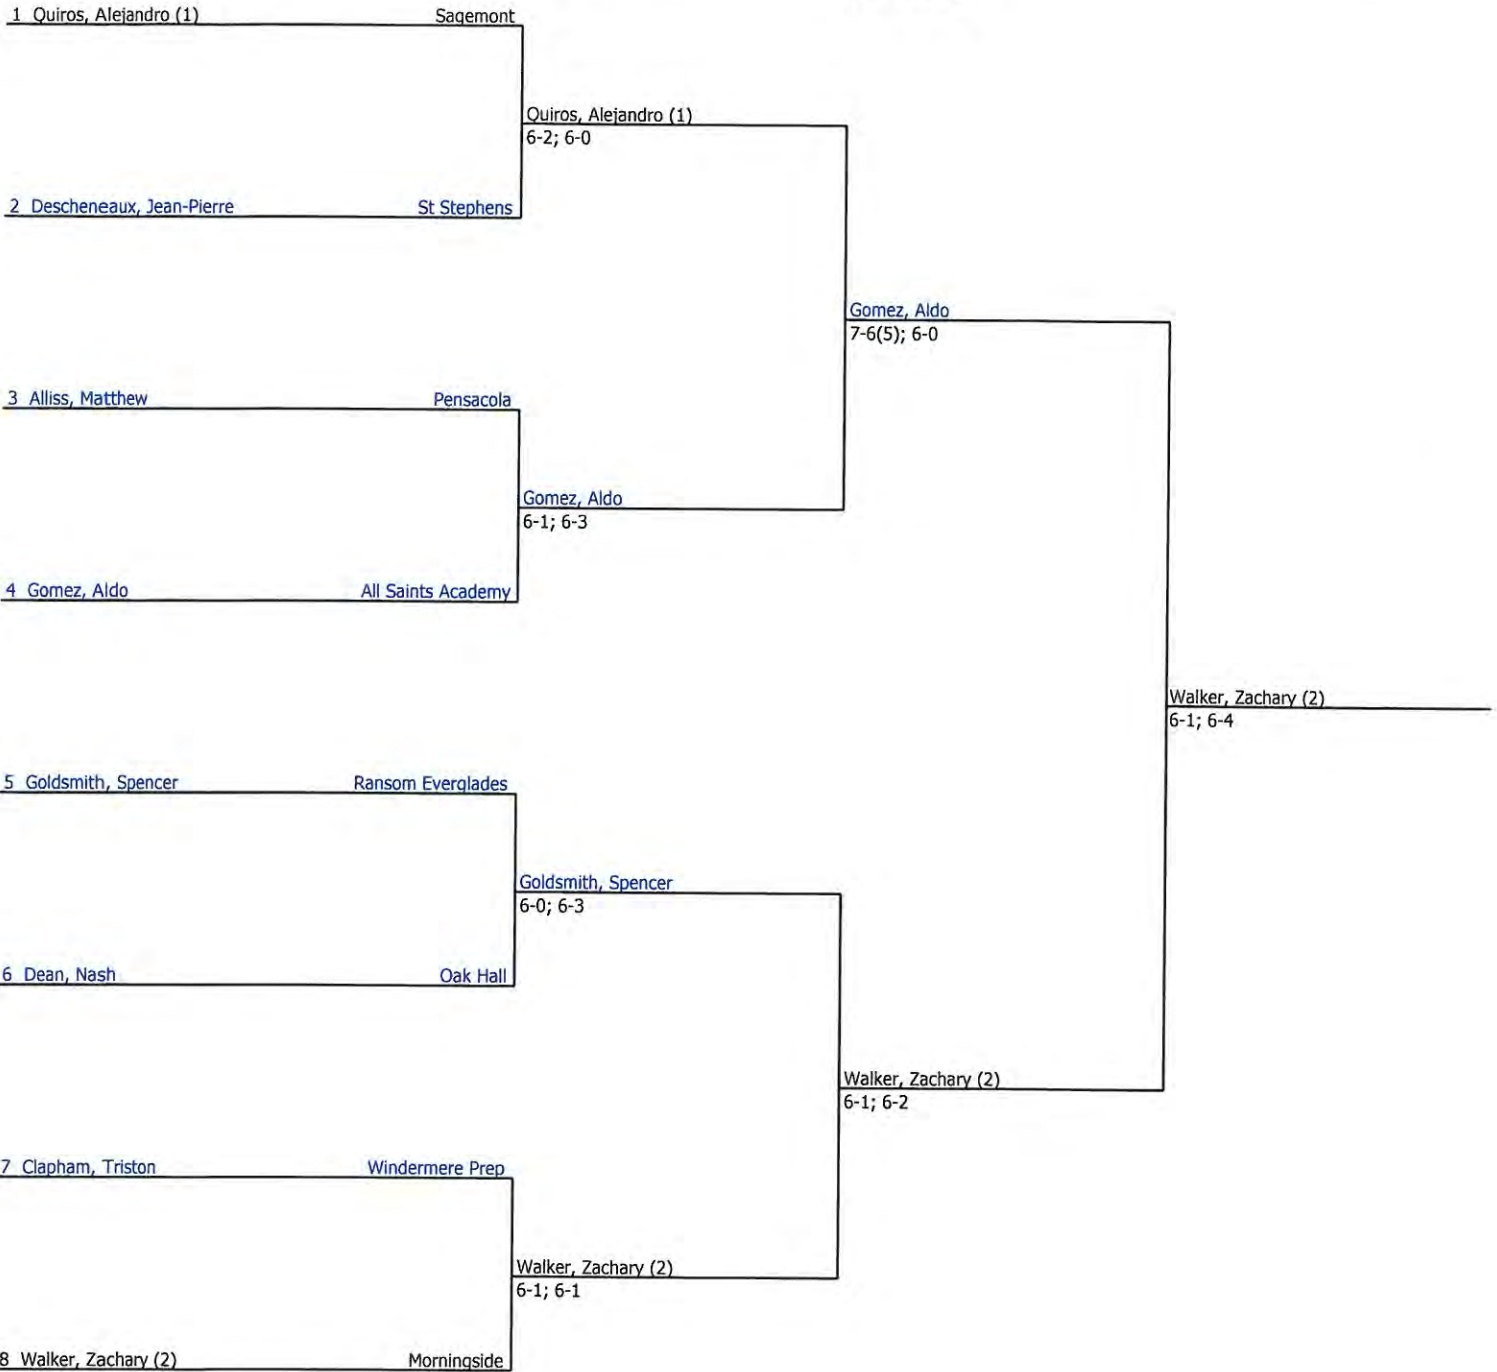 1 Quiros, Alejandro (1) Sagemont
Quiros, Alejandro (1)
6-2; 6-0
2 Descheneaux, Jean-Pierre St Stephens
Gomez, Aldo
7-6(5); 6-0
3 Alliss, Matthew Pensacola
Gomez, Aldo
6-1; 6-3
4 Gomez, Aldo All Saints Academy
Walker, Zachary (2)
6-1; 6-4
5 Goldsmith, Spencer Ransom Everglades
Goldsmith, Spencer
6-0; 6-3
6 Dean, Nash Oak Hall
Walker, Zachary (2)
6-1; 6-2
7 Clapham, Triston Windermere Prep
Walker, Zachary (2)
6-1; 6-1
8 Walker, Zachary (2) Morningside